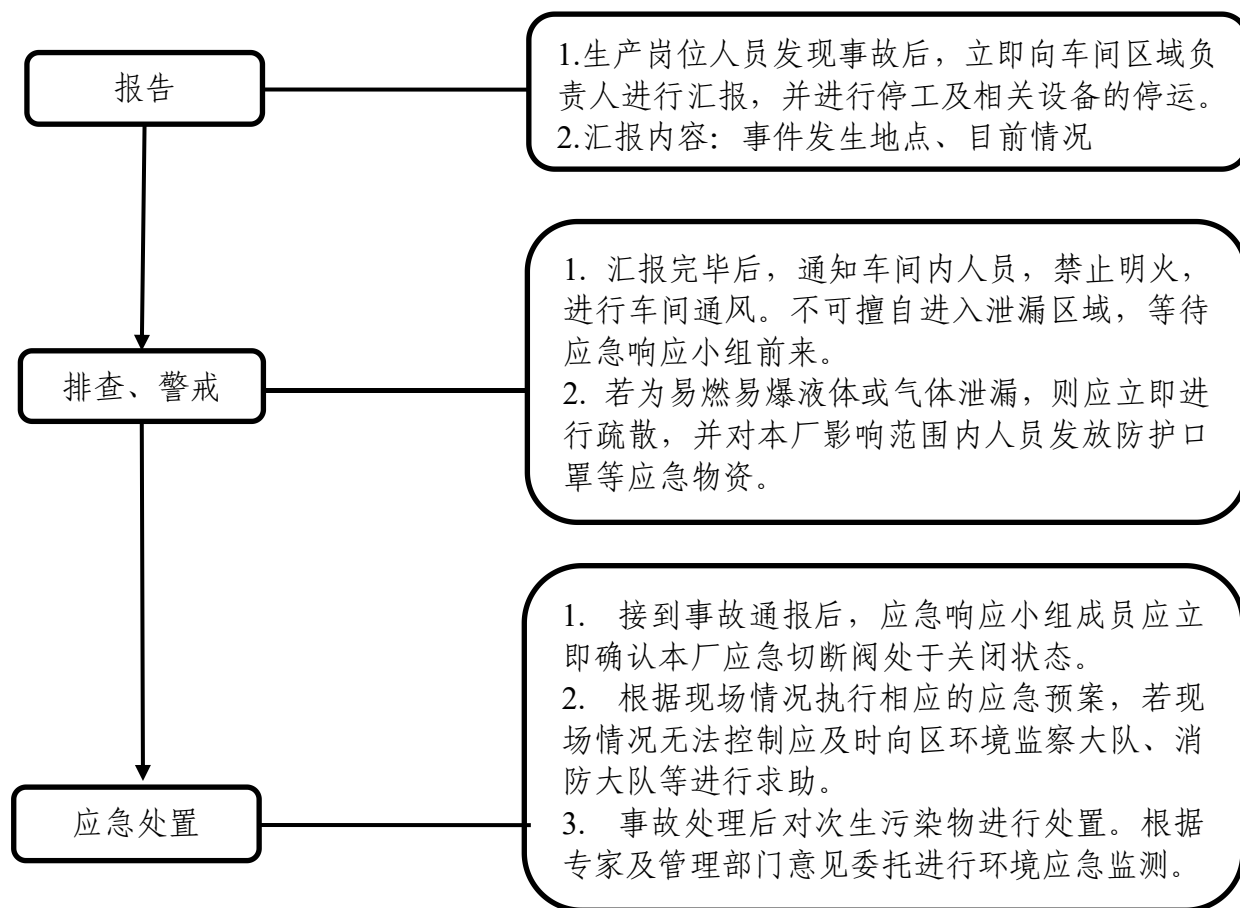 报告
1.生产岗位人员发现事故后，立即向车间区域负
责人进行汇报，并进行停工及相关设备的停运。
2.汇报内容：事件发生地点、目前情况
排查、警戒
1. 汇报完毕后，通知车间内人员，禁止明火，
进行车间通风。不可擅自进入泄漏区域，等待
应急响应小组前来。
2. 若为易燃易爆液体或气体泄漏，则应立即进
行疏散，并对本厂影响范围内人员发放防护口
罩等应急物资。
应急处置
1. 接到事故通报后，应急响应小组成员应立
即确认本厂应急切断阀处于关闭状态。
2. 根据现场情况执行相应的应急预案，若现
场情况无法控制应及时向区环境监察大队、消
防大队等进行求助。
3. 事故处理后对次生污染物进行处置。根据
专家及管理部门意见委托进行环境应急监测。